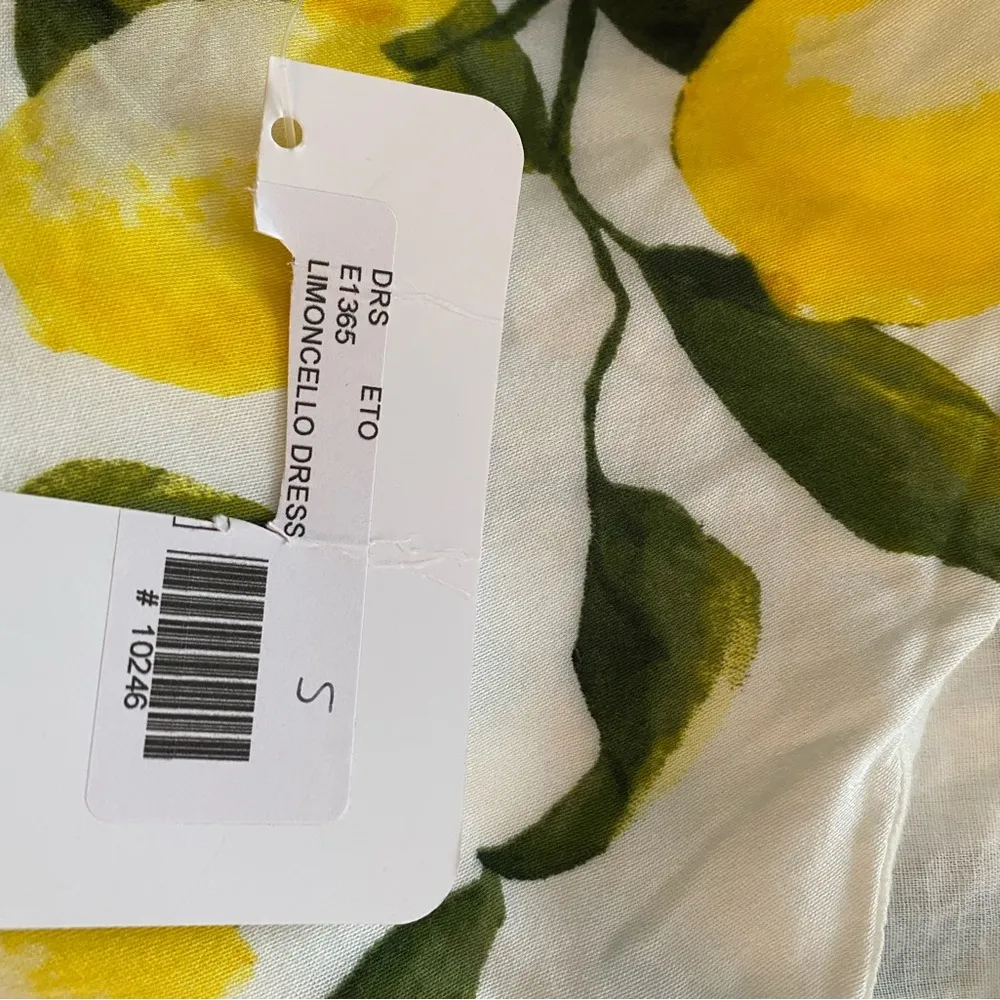 DRS ETO
E1365
LIMONCELLO DRESS
S
# 10246